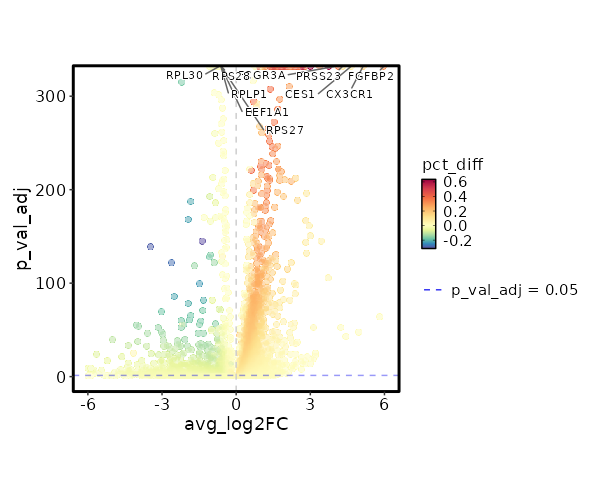 RPL30
RPS28
FCGR3A
PRSS23
FGFBP2
RPLP1
CES1
CX3CR1
EEF1A1
RPS27
300
200
100
0
p_val_adj
-6
-3
0
3
6
avg_log2FC
pct_diff
0.6
0.4
0.2
0.0
-0.2
p_val_adj = 0.05